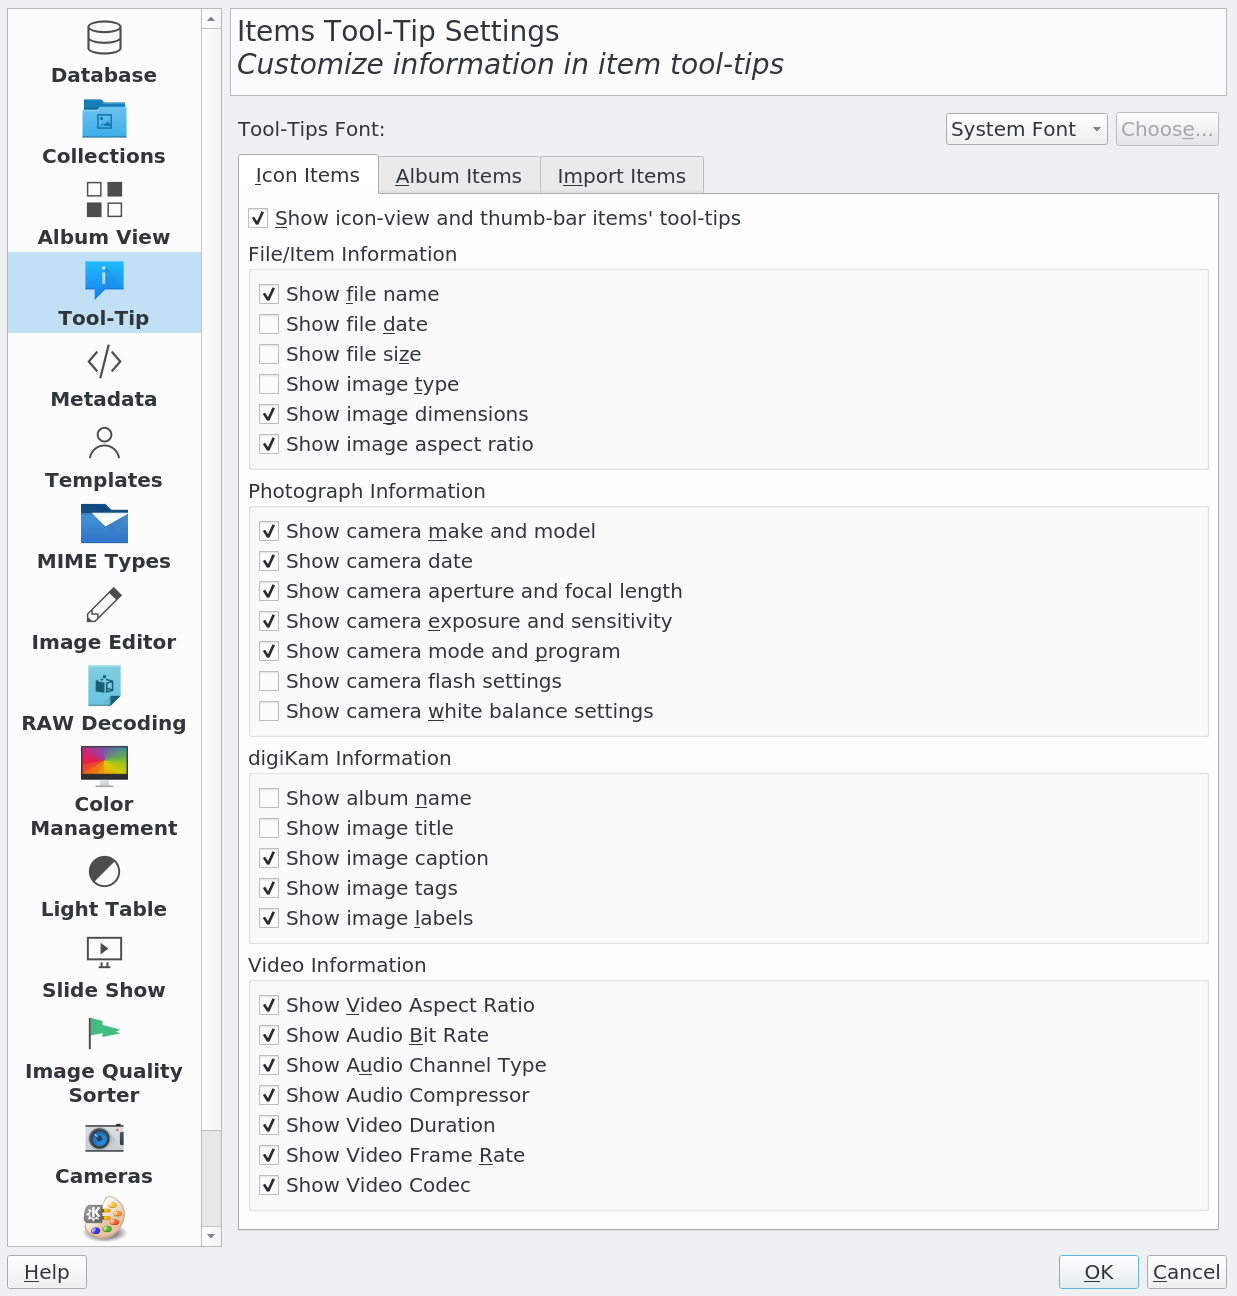 Database
Collections
Album View
Tool-Tip
Metadata
Templates
MIME Types
Image Editor
RAW Decoding
Color
Management
Light Table
Slide Show
Image Quality
Sorter
Cameras
Items Tool-Tip Settings
Customize information in item tool-tips
Tool-Tips Font: System Font Choose...
Icon Items Album Items Import Items
Show icon-view and thumb-bar items' tool-tips
File/Item Information
Show file name
Show file date
Show file size
Show image type
Show image dimensions
Show image aspect ratio
Photograph Information
Show camera make and model
Show camera date
Show camera aperture and focal length
Show camera exposure and sensitivity
Show camera mode and program
Show camera flash settings
Show camera white balance settings
digiKam Information
Show album name
Show image title
Show image caption
Show image tags
Show image labels
Video Information
Show Video Aspect Ratio
Show Audio Bit Rate
Show Audio Channel Type
Show Audio Compressor
Show Video Duration
Show Video Frame Rate
Show Video Codec
Help OK Cancel